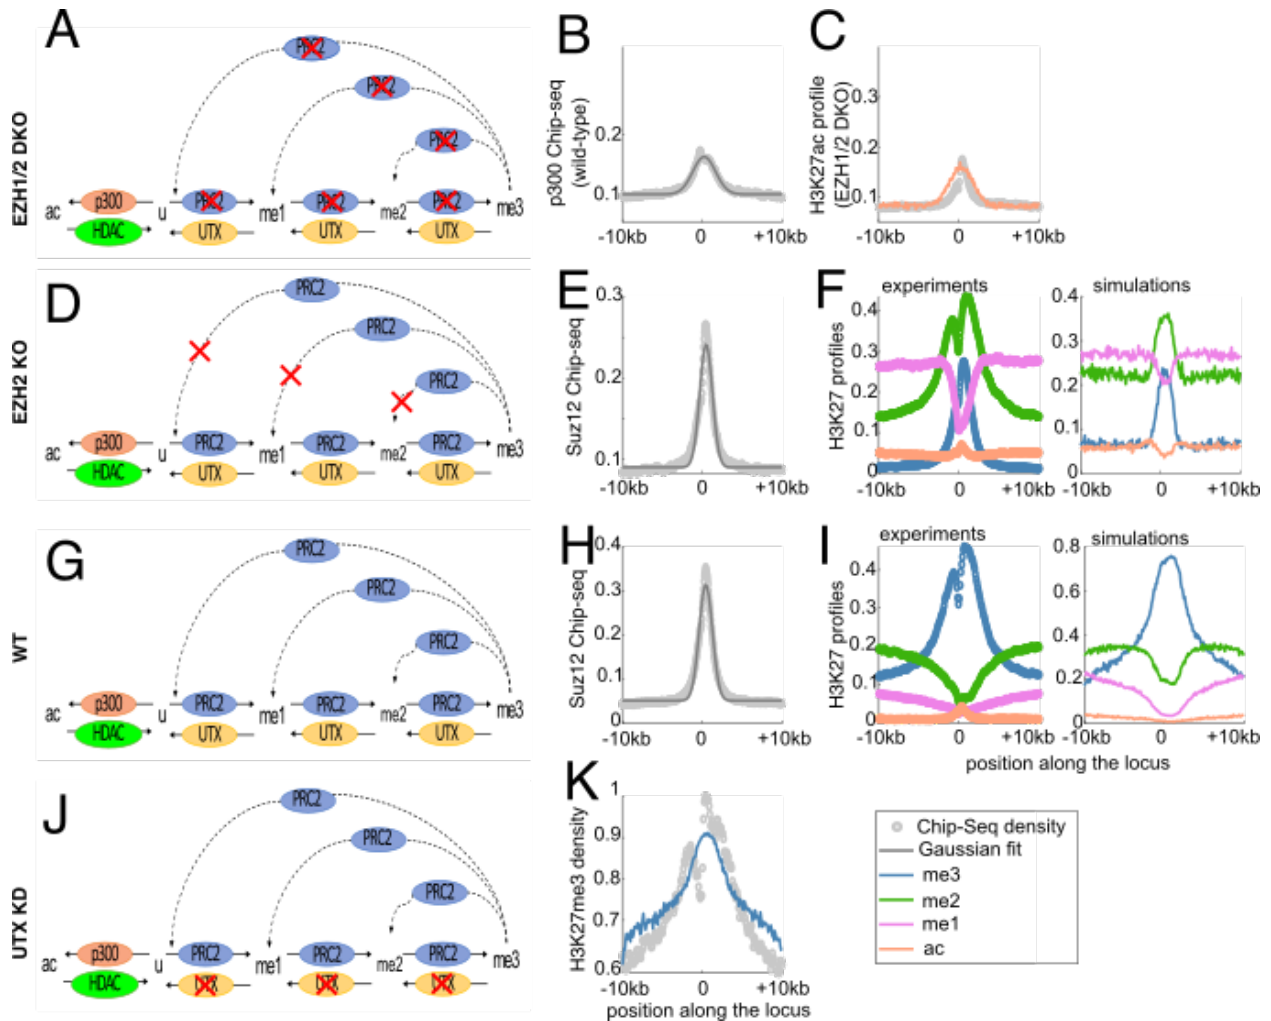 A
EZH1/2 DKO
PRC2
PRC2
PRC2
ac p300 u PRC2 me1 PRC2 me2 PRC2 me3
HDAC UTX UTX UTX
B
p300 Chip-seq
(wild-type)
0.2
0.1
-10kb 0 +10kb
C
H3K27ac profile
(EZH1/2 DKO)
0.3
0.2
0.1
-10kb 0 +10kb
D
EZH2 KO
PRC2
PRC2
PRC2
ac p300 u PRC2 me1 PRC2 me2 PRC2 me3
HDAC UTX UTX UTX
E
Suz12 Chip-seq
0.3
0.2
0.1
-10kb 0 +10kb
F
experiments simulations
H3K27 profiles
0.4
0.3
0.2
0.1
0
-10kb 0 +10kb
0.4
0.3
0.2
0.1
0
-10kb 0 +10kb
G
WT
PRC2
PRC2
PRC2
ac p300 u PRC2 me1 PRC2 me2 PRC2 me3
HDAC UTX UTX UTX
H
Suz12 Chip-seq
0.4
0.3
0.2
0.1
0
-10kb 0 +10kb
I
experiments simulations
H3K27 profiles
0.4
0.3
0.2
0.1
0
-10kb 0 +10kb
0.8
0.6
0.4
0.2
0
-10kb 0 +10kb
position along the locus
J
UTX KD
PRC2
PRC2
PRC2
ac p300 u PRC2 me1 PRC2 me2 PRC2 me3
HDAC UTX UTX UTX
K
H3K27me3 density
1
0.9
0.8
0.7
0.6
-10kb 0 +10kb
position along the locus
Chip-Seq density
Gaussian fit
me3
me2
me1
ac